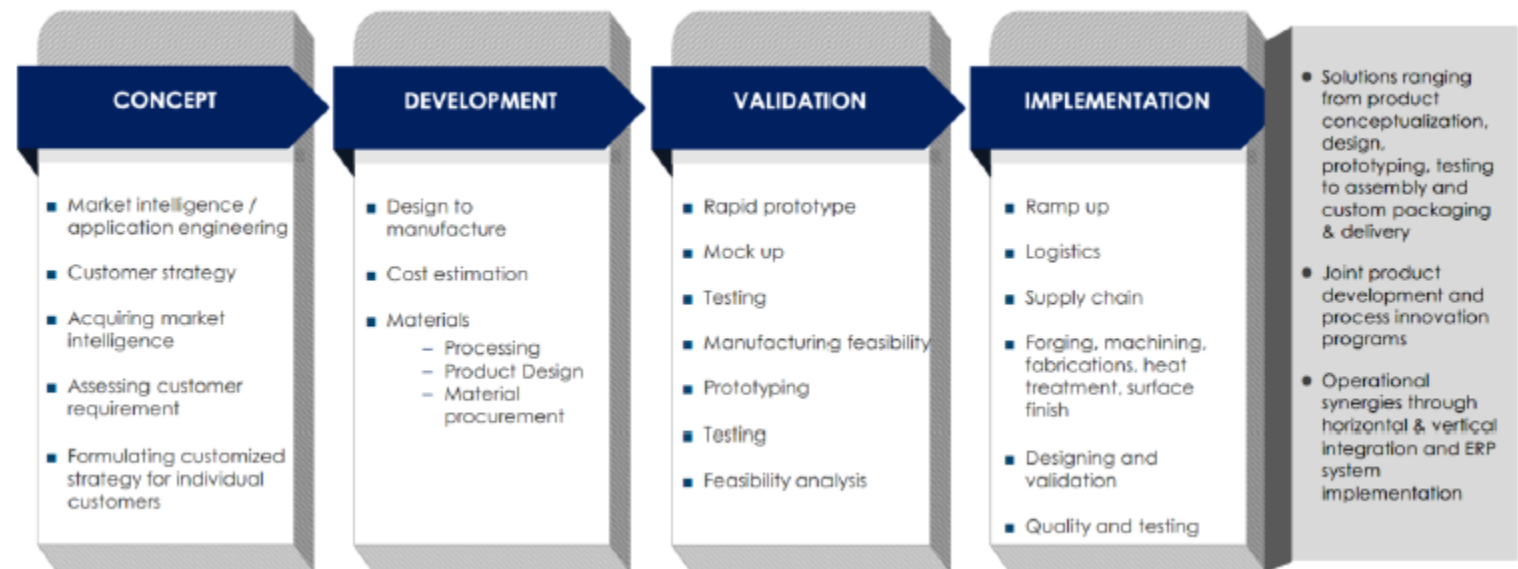 CONCEPT
Market intelligence /
application engineering
Customer strategy
Acquiring market
intelligence
Assessing customer
requirement
Formulating customized
strategy for individual
customers
DEVELOPMENT
Design to
manufacture
Cost estimation
Materials
– Processing
– Product Design
– Material
procurement
VALIDATION
Rapid prototype
Mock up
Testing
Manufacturing feasibility
Prototyping
Testing
Feasibility analysis
IMPLEMENTATION
Ramp up
Logistics
Supply chain
Forging, machining,
fabrications, heat
treatment, surface
finish
Designing and
validation
Quality and testing
Solutions ranging
from product
conceptualization,
design,
prototyping, testing
to assembly and
custom packaging
& delivery
Joint product
development and
process innovation
programs
Operational
synergies through
horizontal & vertical
integration and ERP
system
implementation